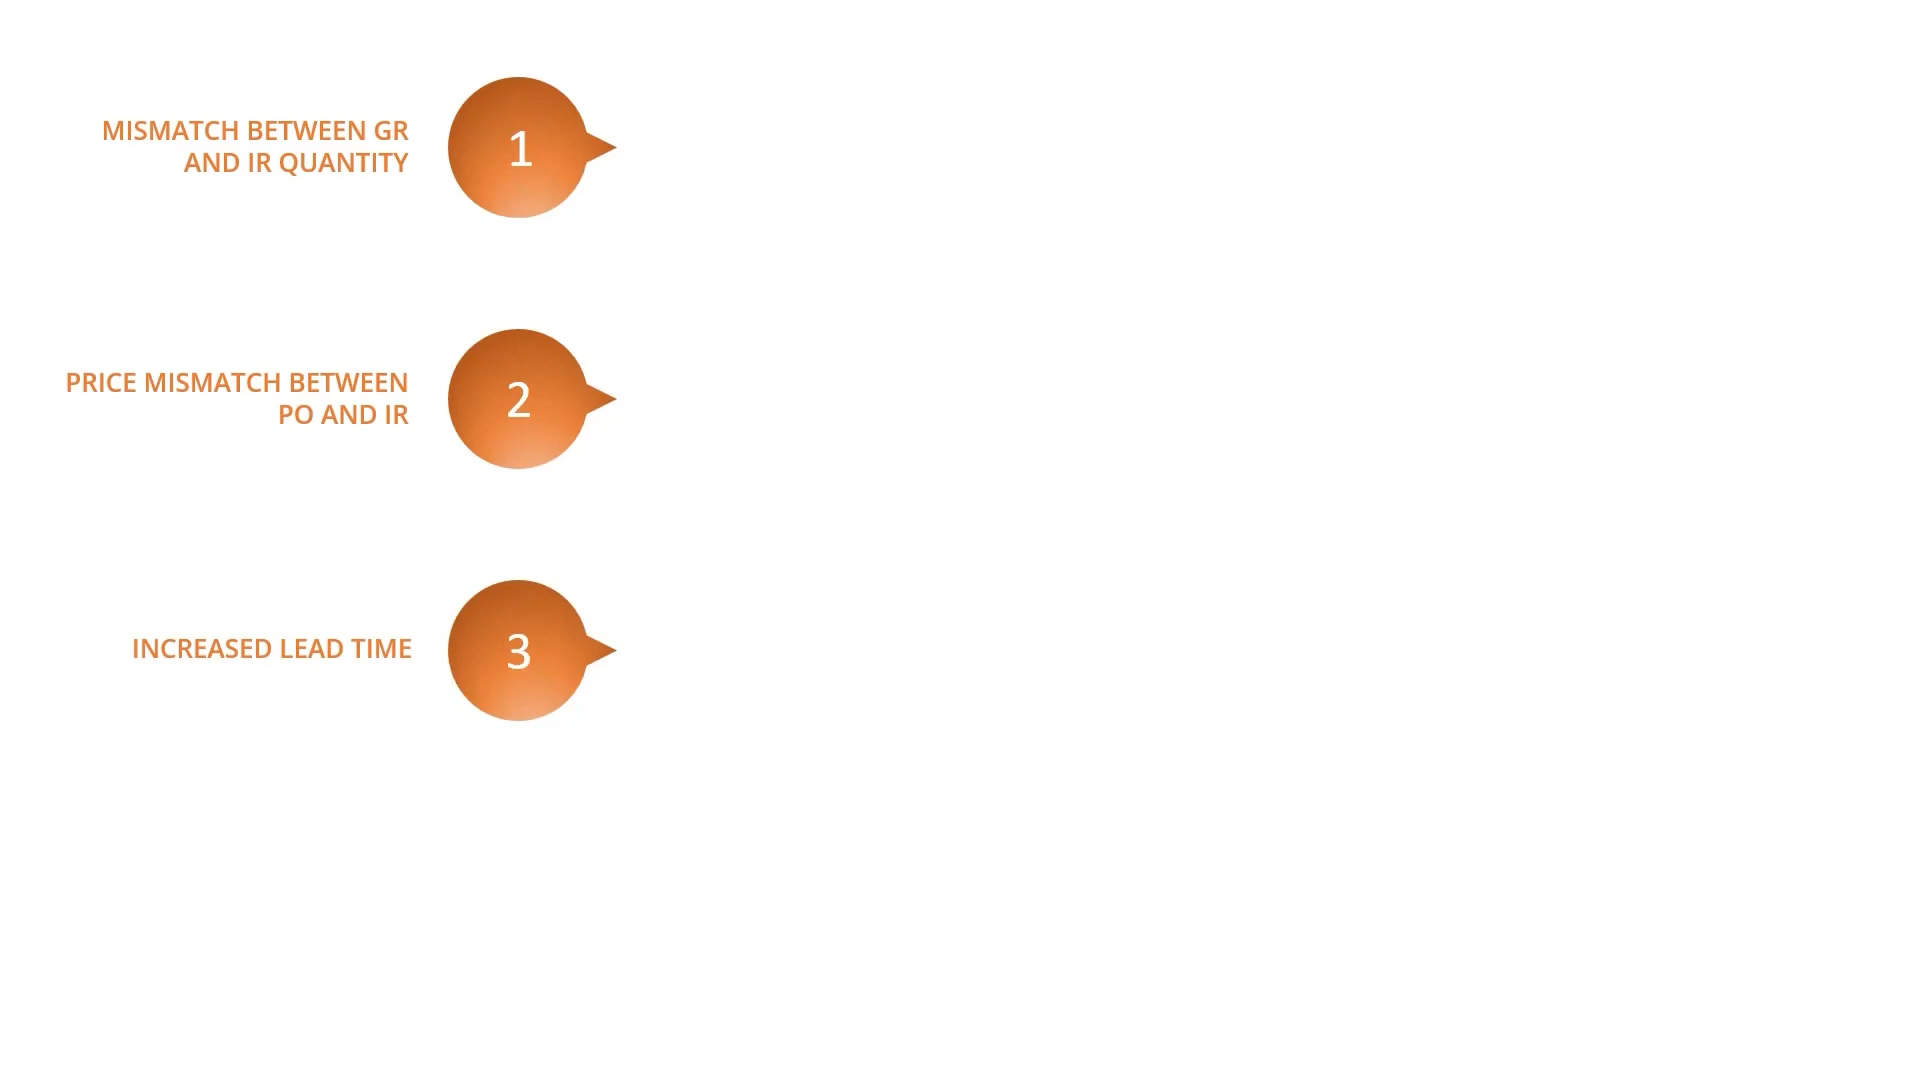 MISMATCH BETWEEN GR
AND IR QUANTITY
1
PRICE MISMATCH BETWEEN
PO AND IR
2
INCREASED LEAD TIME
3